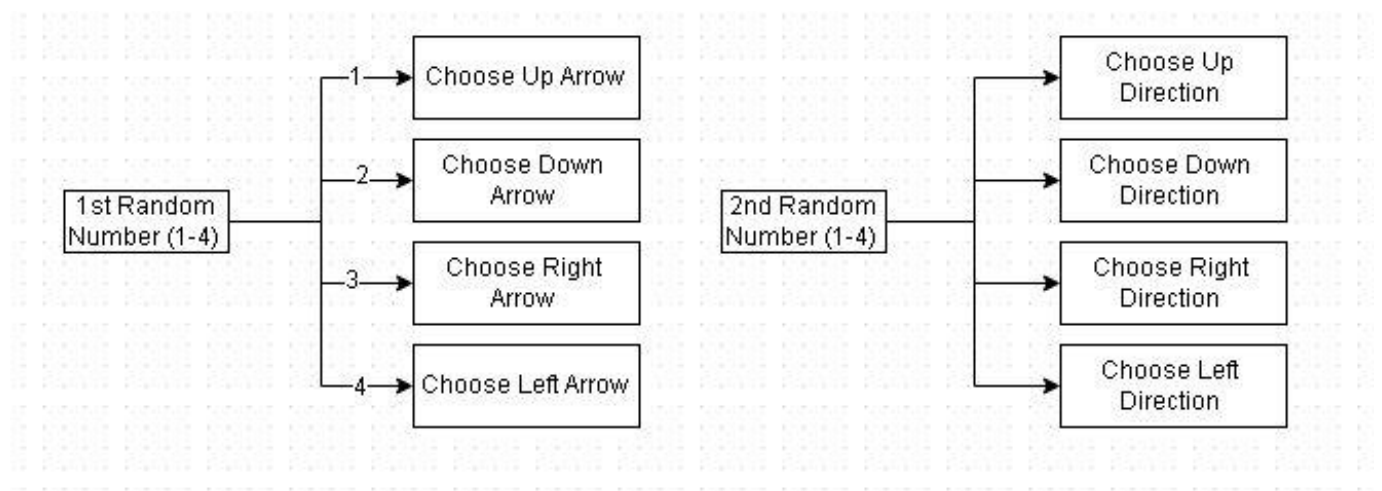 1st Random
Number (1-4)
1
Choose Up Arrow
2
Choose Down
Arrow
3
Choose Right
Arrow
4
Choose Left Arrow
2nd Random
Number (1-4)
Choose Up
Direction
Choose Down
Direction
Choose Right
Direction
Choose Left
Direction